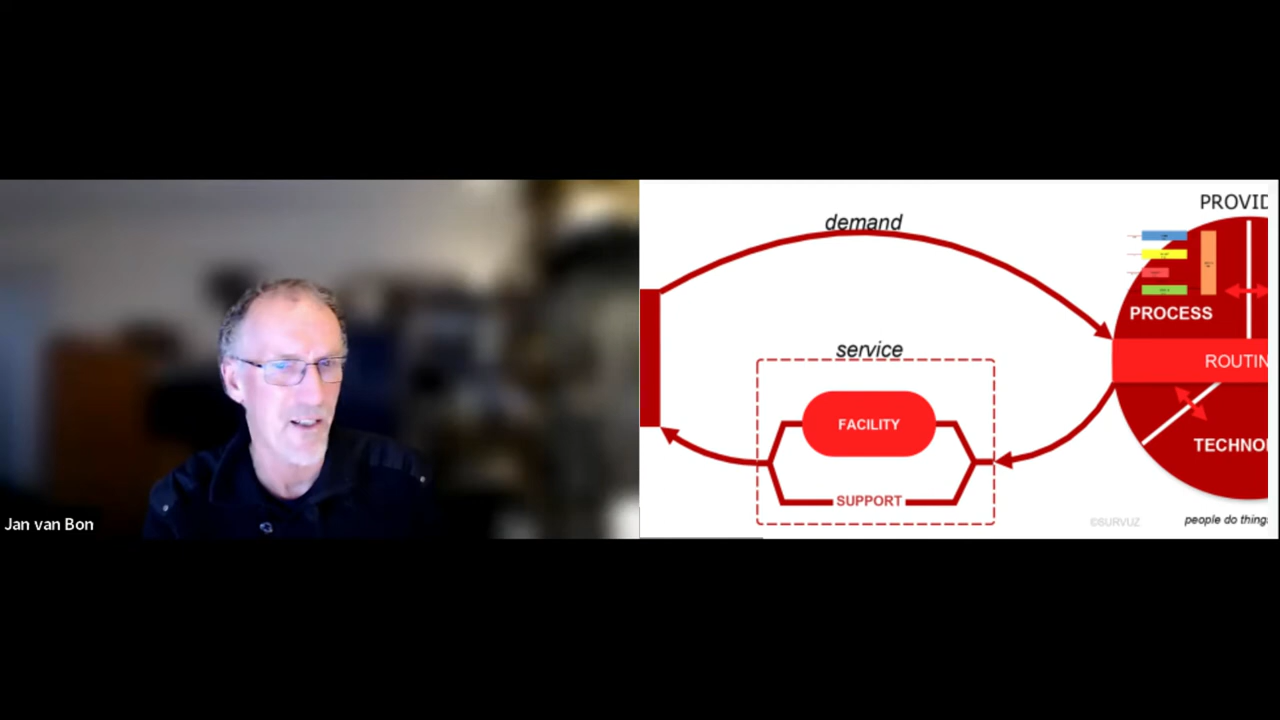 Jan van Bon
demand
service
FACILITY
SUPPORT
PROVID
PROCESS
ROUTIN
TECHNO
©SURVUZ
people do things